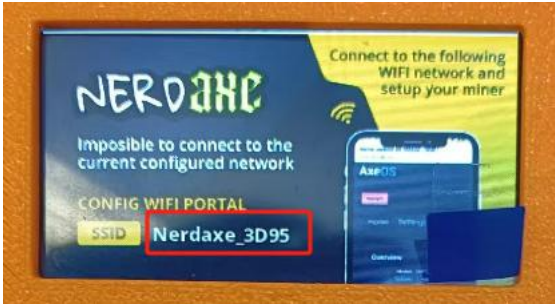 Connect to the following
WIFI network and
setup your miner
NERDAXE
Imposible to connect to the
current configured network
CONFIG WIFI PORTAL
SSID Nerdaxe_3D95
AxeOS
Overview